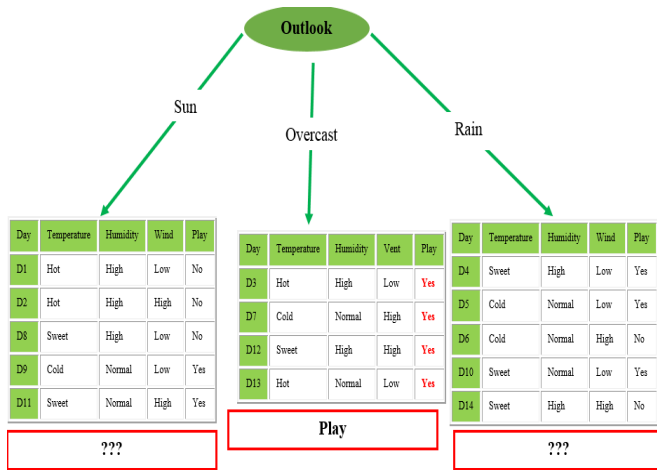 Outlook
Sun
Overcast
Rain
Day Temperature Humidity Wind Play
D1 Hot High Low No
D2 Hot High High No
D8 Sweet High Low No
D9 Cold Normal Low Yes
D11 Sweet Normal High Yes
???
Day Temperature Humidity Vent Play
D3 Hot High Low Yes
D7 Cold Normal High Yes
D12 Sweet High High Yes
D13 Hot Normal Low Yes
Play
Day Temperature Humidity Wind Play
D4 Sweet High Low Yes
D5 Cold Normal Low Yes
D6 Cold Normal High No
D10 Sweet Normal Low Yes
D14 Sweet High High No
???